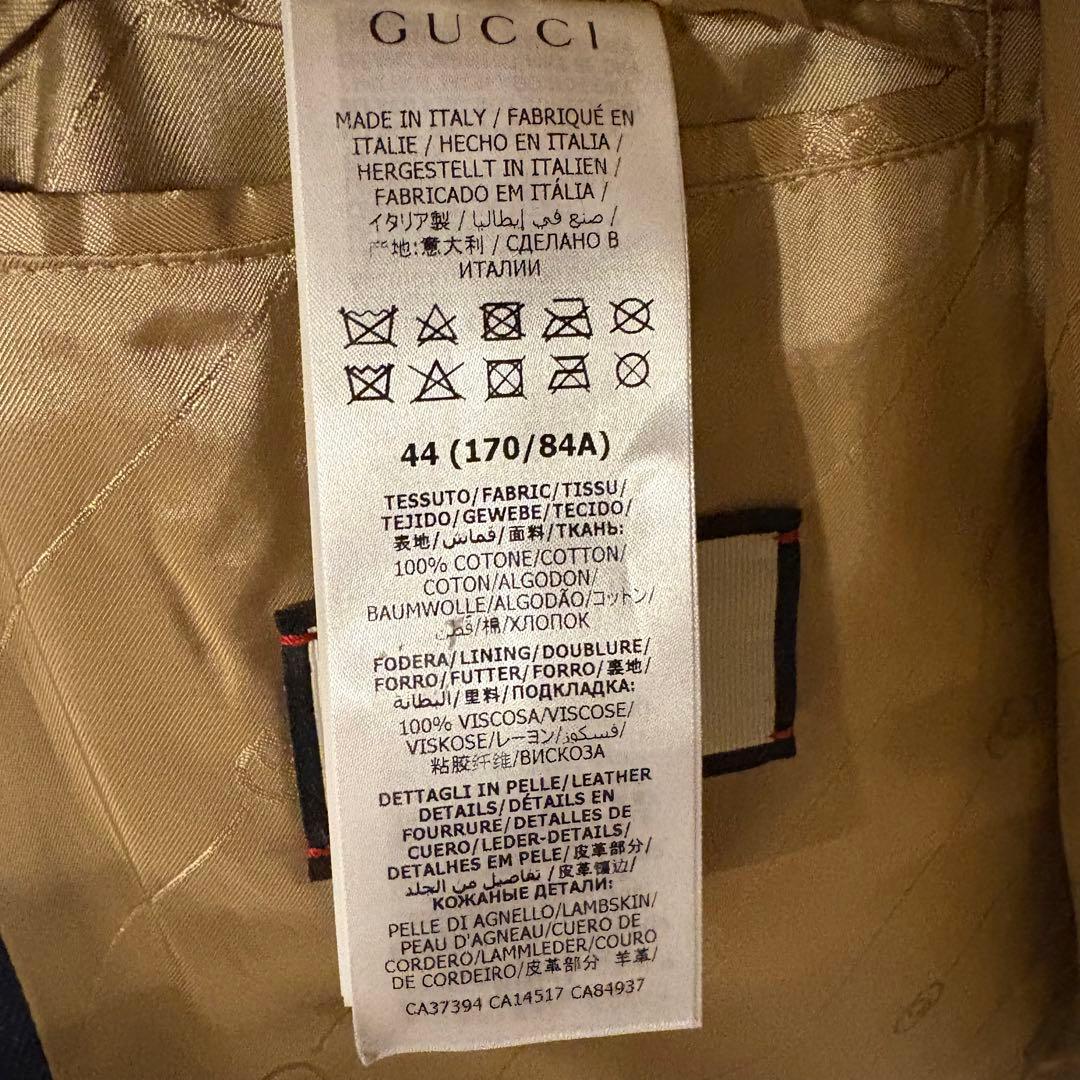 GUCCI
MADE IN ITALY / FABRIQUÉ EN
ITALIE / HECHO EN ITALIA /
HERGESTELLT IN ITALIEN /
FABRICADO EM ITÁLIA /
イタリア製 / صنع في إيطاليا /
产地:意大利 / СДЕЛАНО В
ИТАЛИИ
44 (170/84A)
TESSUTO/FABRIC/TISSU/
TEJIDO/GEWEBE/TECIDO/
表地/قماش/面料/ТКАНЬ:
100% COTONE/COTTON/
COTON/ALGODON/
BAUMWOLLE/ALGODÃO/コットン/
قطن/棉/ХЛОПОК
FODERA/LINING/DOUBLURE/
FORRO/FUTTER/FORRO/裏地/
البطانة/里料/ПОДКЛАДКА:
100% VISCOSA/VISCOSE/
VISKOSE/レーヨン/فسكوز/
粘胶纤维/ВИСКОЗА
DETTAGLI IN PELLE/LEATHER
DETAILS/DÉTAILS EN
FOURRURE/DETALLES DE
CUERO/LEDER-DETAILS/
DETALHES EM PELE/皮革部分/
تفاصيل من الجلد/皮革镶边/
КОЖАНЫЕ ДЕТАЛИ:
PELLE DI AGNELLO/LAMBSKIN/
PEAU D'AGNEAU/CUERO DE
CORDERO/LAMMLEDER/COURO
DE CORDEIRO/皮革部分 羊革/
CA37394 CA14517 CA84937